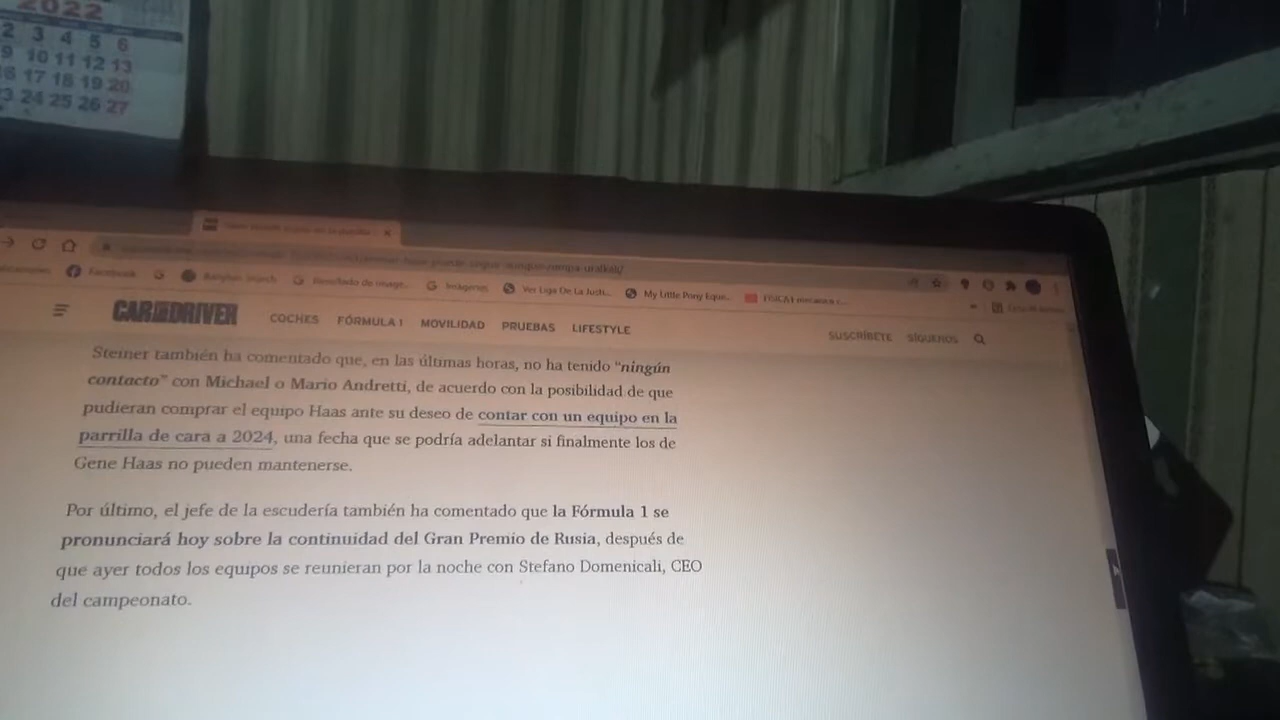 2022
2 3 4 5 6
9 10 11 12 13
17 18 19 20
24 25 26 27
Facebook
Imágenes
Ver Liga De La Justi...
My Little Pony Eque...
CAR AND DRIVER
COCHES FÓRMULA 1 MOVILIDAD PRUEBAS LIFESTYLE
SUSCRÍBETE SÍGUENOS
Steiner también ha comentado que, en las últimas horas, no ha tenido “ningún
contacto” con Michael o Mario Andretti, de acuerdo con la posibilidad de que
pudieran comprar el equipo Haas ante su deseo de contar con un equipo en la
parrilla de cara a 2024, una fecha que se podría adelantar si finalmente los de
Gene Haas no pueden mantenerse.
Por último, el jefe de la escudería también ha comentado que la Fórmula 1 se
pronunciará hoy sobre la continuidad del Gran Premio de Rusia, después de
que ayer todos los equipos se reunieran por la noche con Stefano Domenicali, CEO
del campeonato.